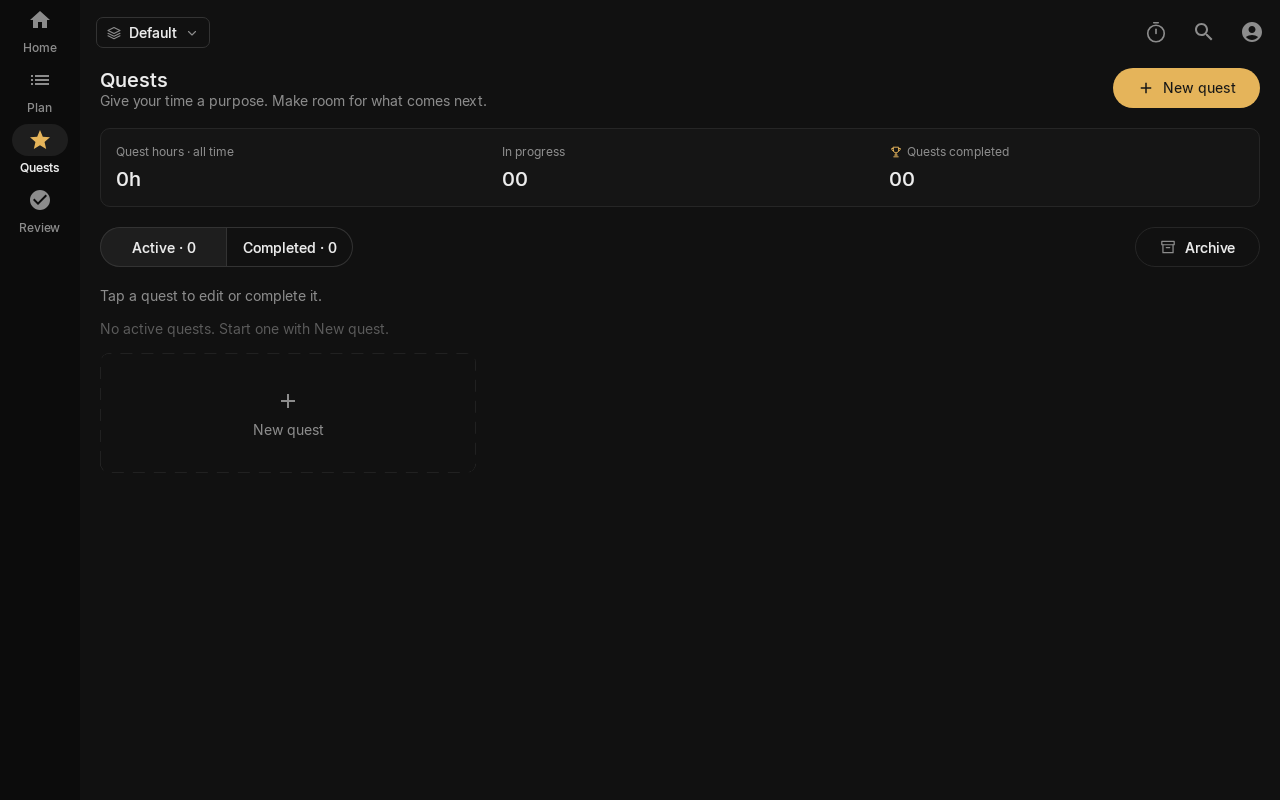 Home
Plan
Quests
Review
Default
Quests
Give your time a purpose. Make room for what comes next.
New quest
Quest hours · all time
0h
In progress
00
Quests completed
00
Active · 0
Completed · 0
Archive
Tap a quest to edit or complete it.
No active quests. Start one with New quest.
New quest